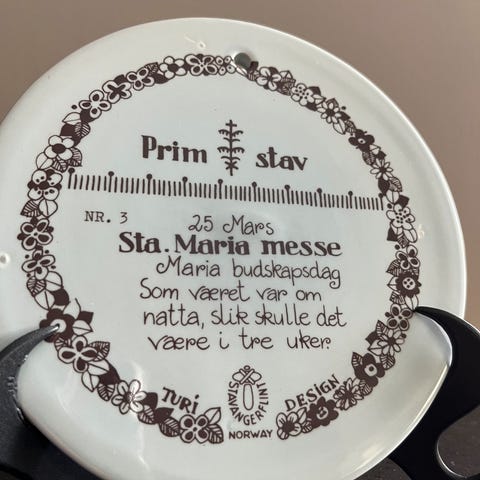 Prim stav
NR. 3
25 Mars
Sta. Maria messe
Maria budskapsdag
Som været var om
natta, slik skulle det
være i tre uker.
TURI DESIGN
STAVANGERFLINT
NORWAY